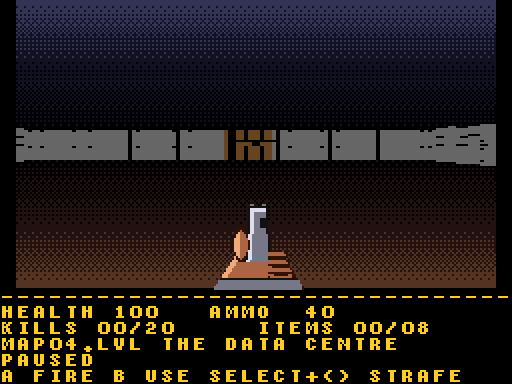 HEALTH 100 AMMO 40
KILLS 00/20 ITEMS 00/08
MAP04.LVL THE DATA CENTRE
PAUSED
A FIRE B USE SELECT+<> STRAFE